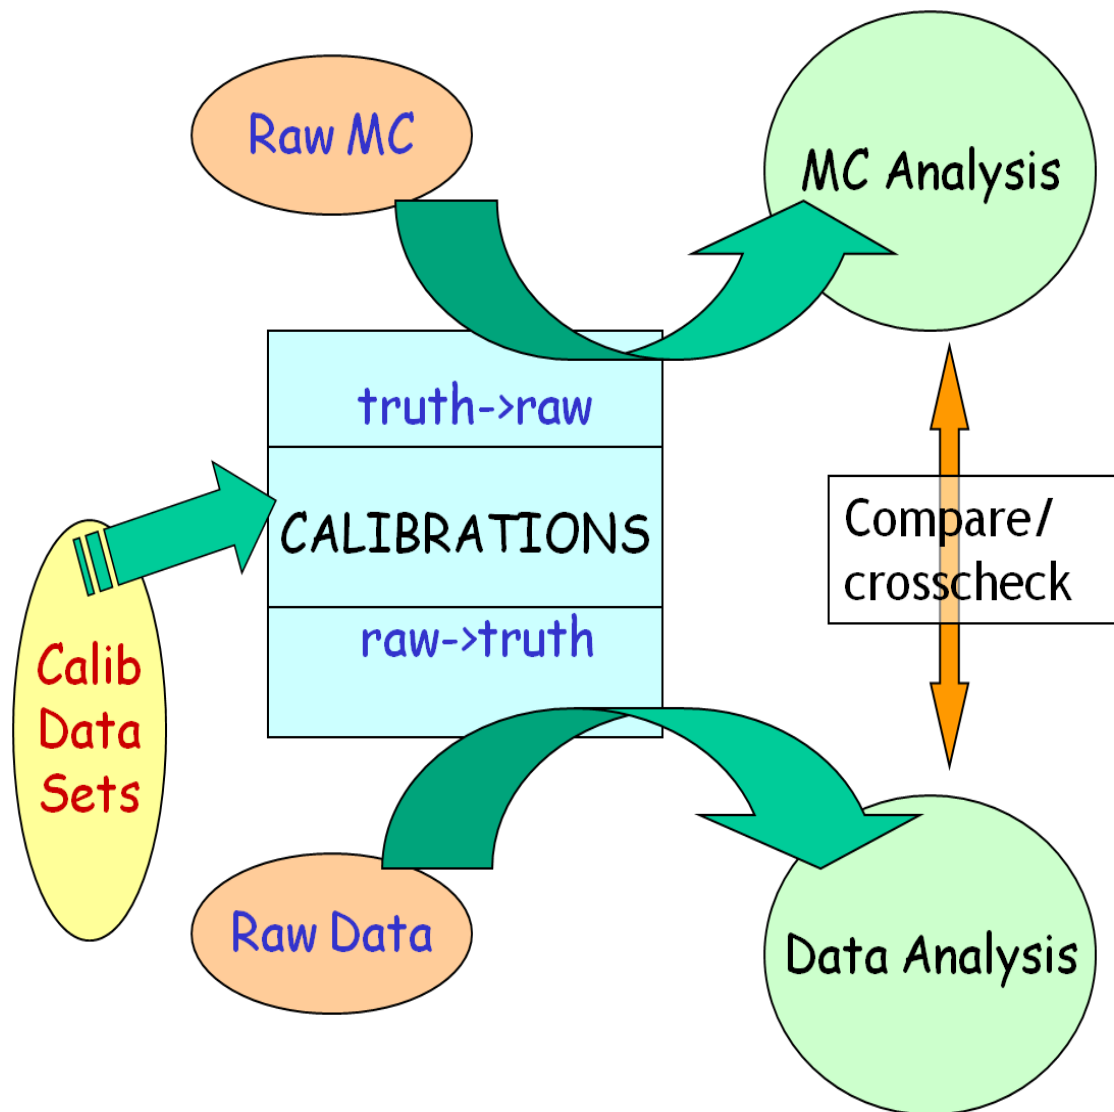 Raw MC
MC Analysis
truth->raw
CALIBRATIONS
Compare/
crosscheck
raw->truth
Calib
Data
Sets
Raw Data
Data Analysis